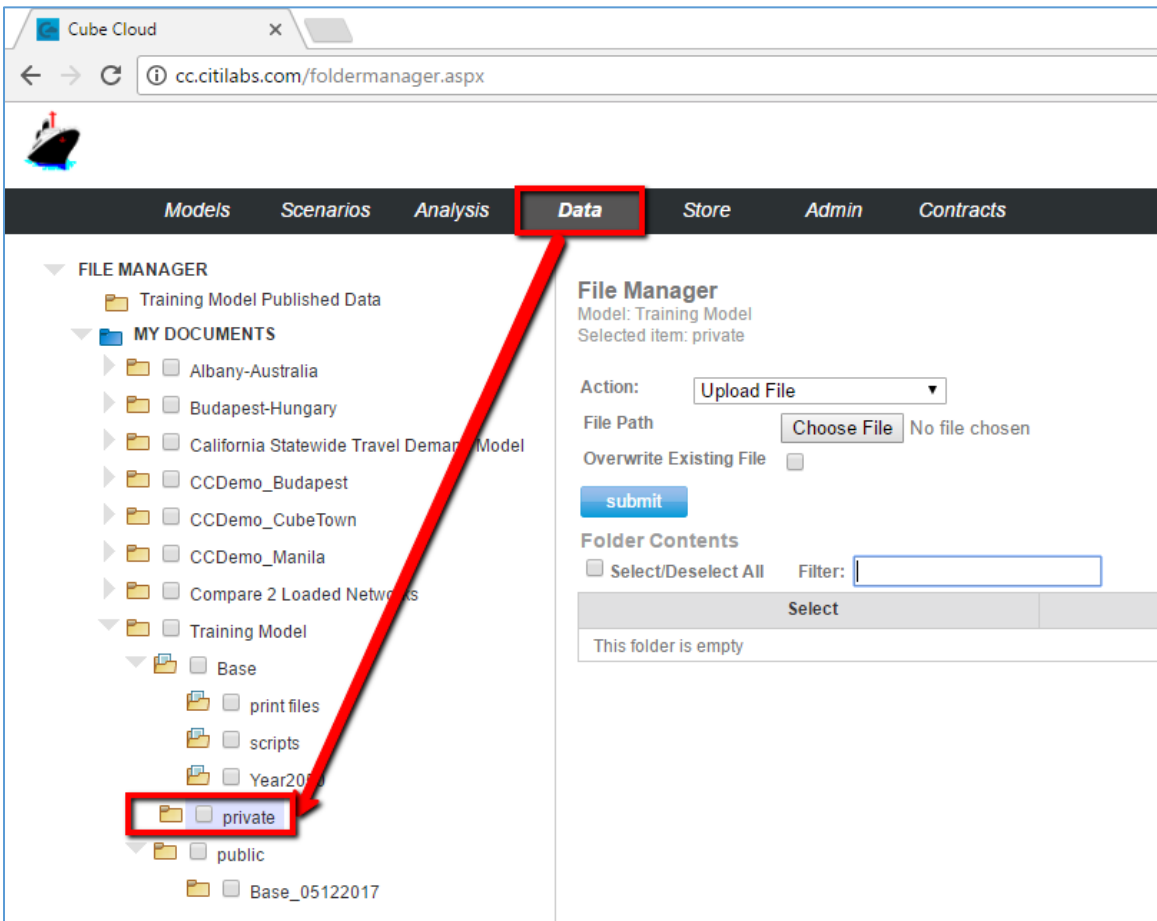 Cube Cloud
cc.citilabs.com/foldermanager.aspx
Models Scenarios Analysis Data Store Admin Contracts
FILE MANAGER
Training Model Published Data
MY DOCUMENTS
Albany-Australia
Budapest-Hungary
California Statewide Travel Demand Model
CCDemo_Budapest
CCDemo_CubeTown
CCDemo_Manila
Compare 2 Loaded Networks
Training Model
Base
print files
scripts
private
public
Base_05122017
File Manager
Model: Training Model
Selected item: private
Action: Upload File
File Path Choose File No file chosen
Overwrite Existing File
submit
Folder Contents
Select/Deselect All Filter:
Select
This folder is empty